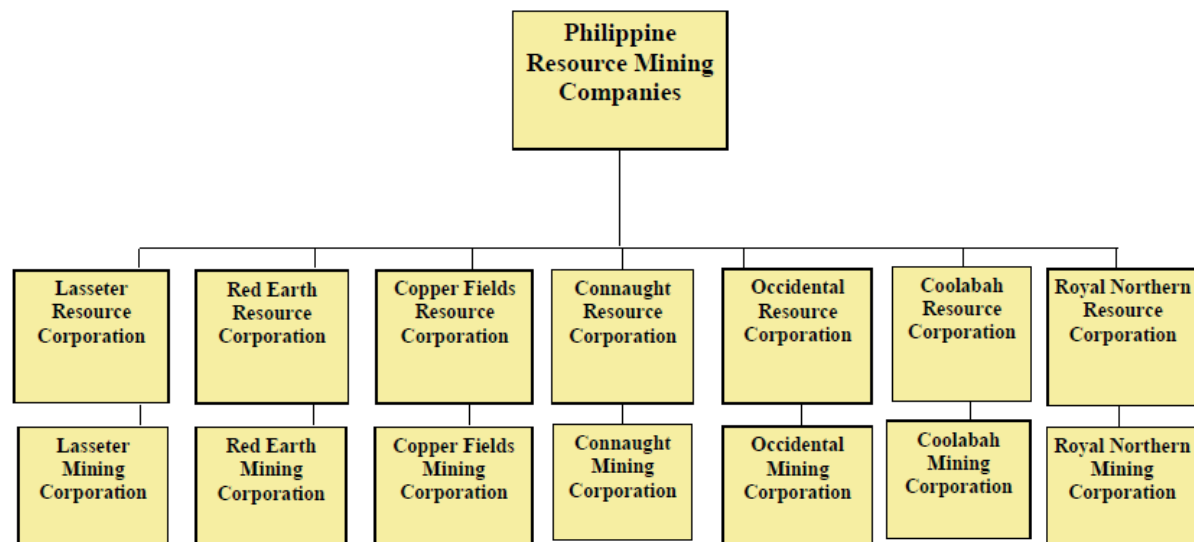 Philippine
Resource Mining
Companies
Lasseter
Resource
Corporation
Red Earth
Resource
Corporation
Copper Fields
Resource
Corporation
Connaught
Resource
Corporation
Occidental
Resource
Corporation
Coolabah
Resource
Corporation
Royal Northern
Resource
Corporation
Lasseter
Mining
Corporation
Red Earth
Mining
Corporation
Copper Fields
Mining
Corporation
Connaught
Mining
Corporation
Occidental
Mining
Corporation
Coolabah
Mining
Corporation
Royal Northern
Mining
Corporation